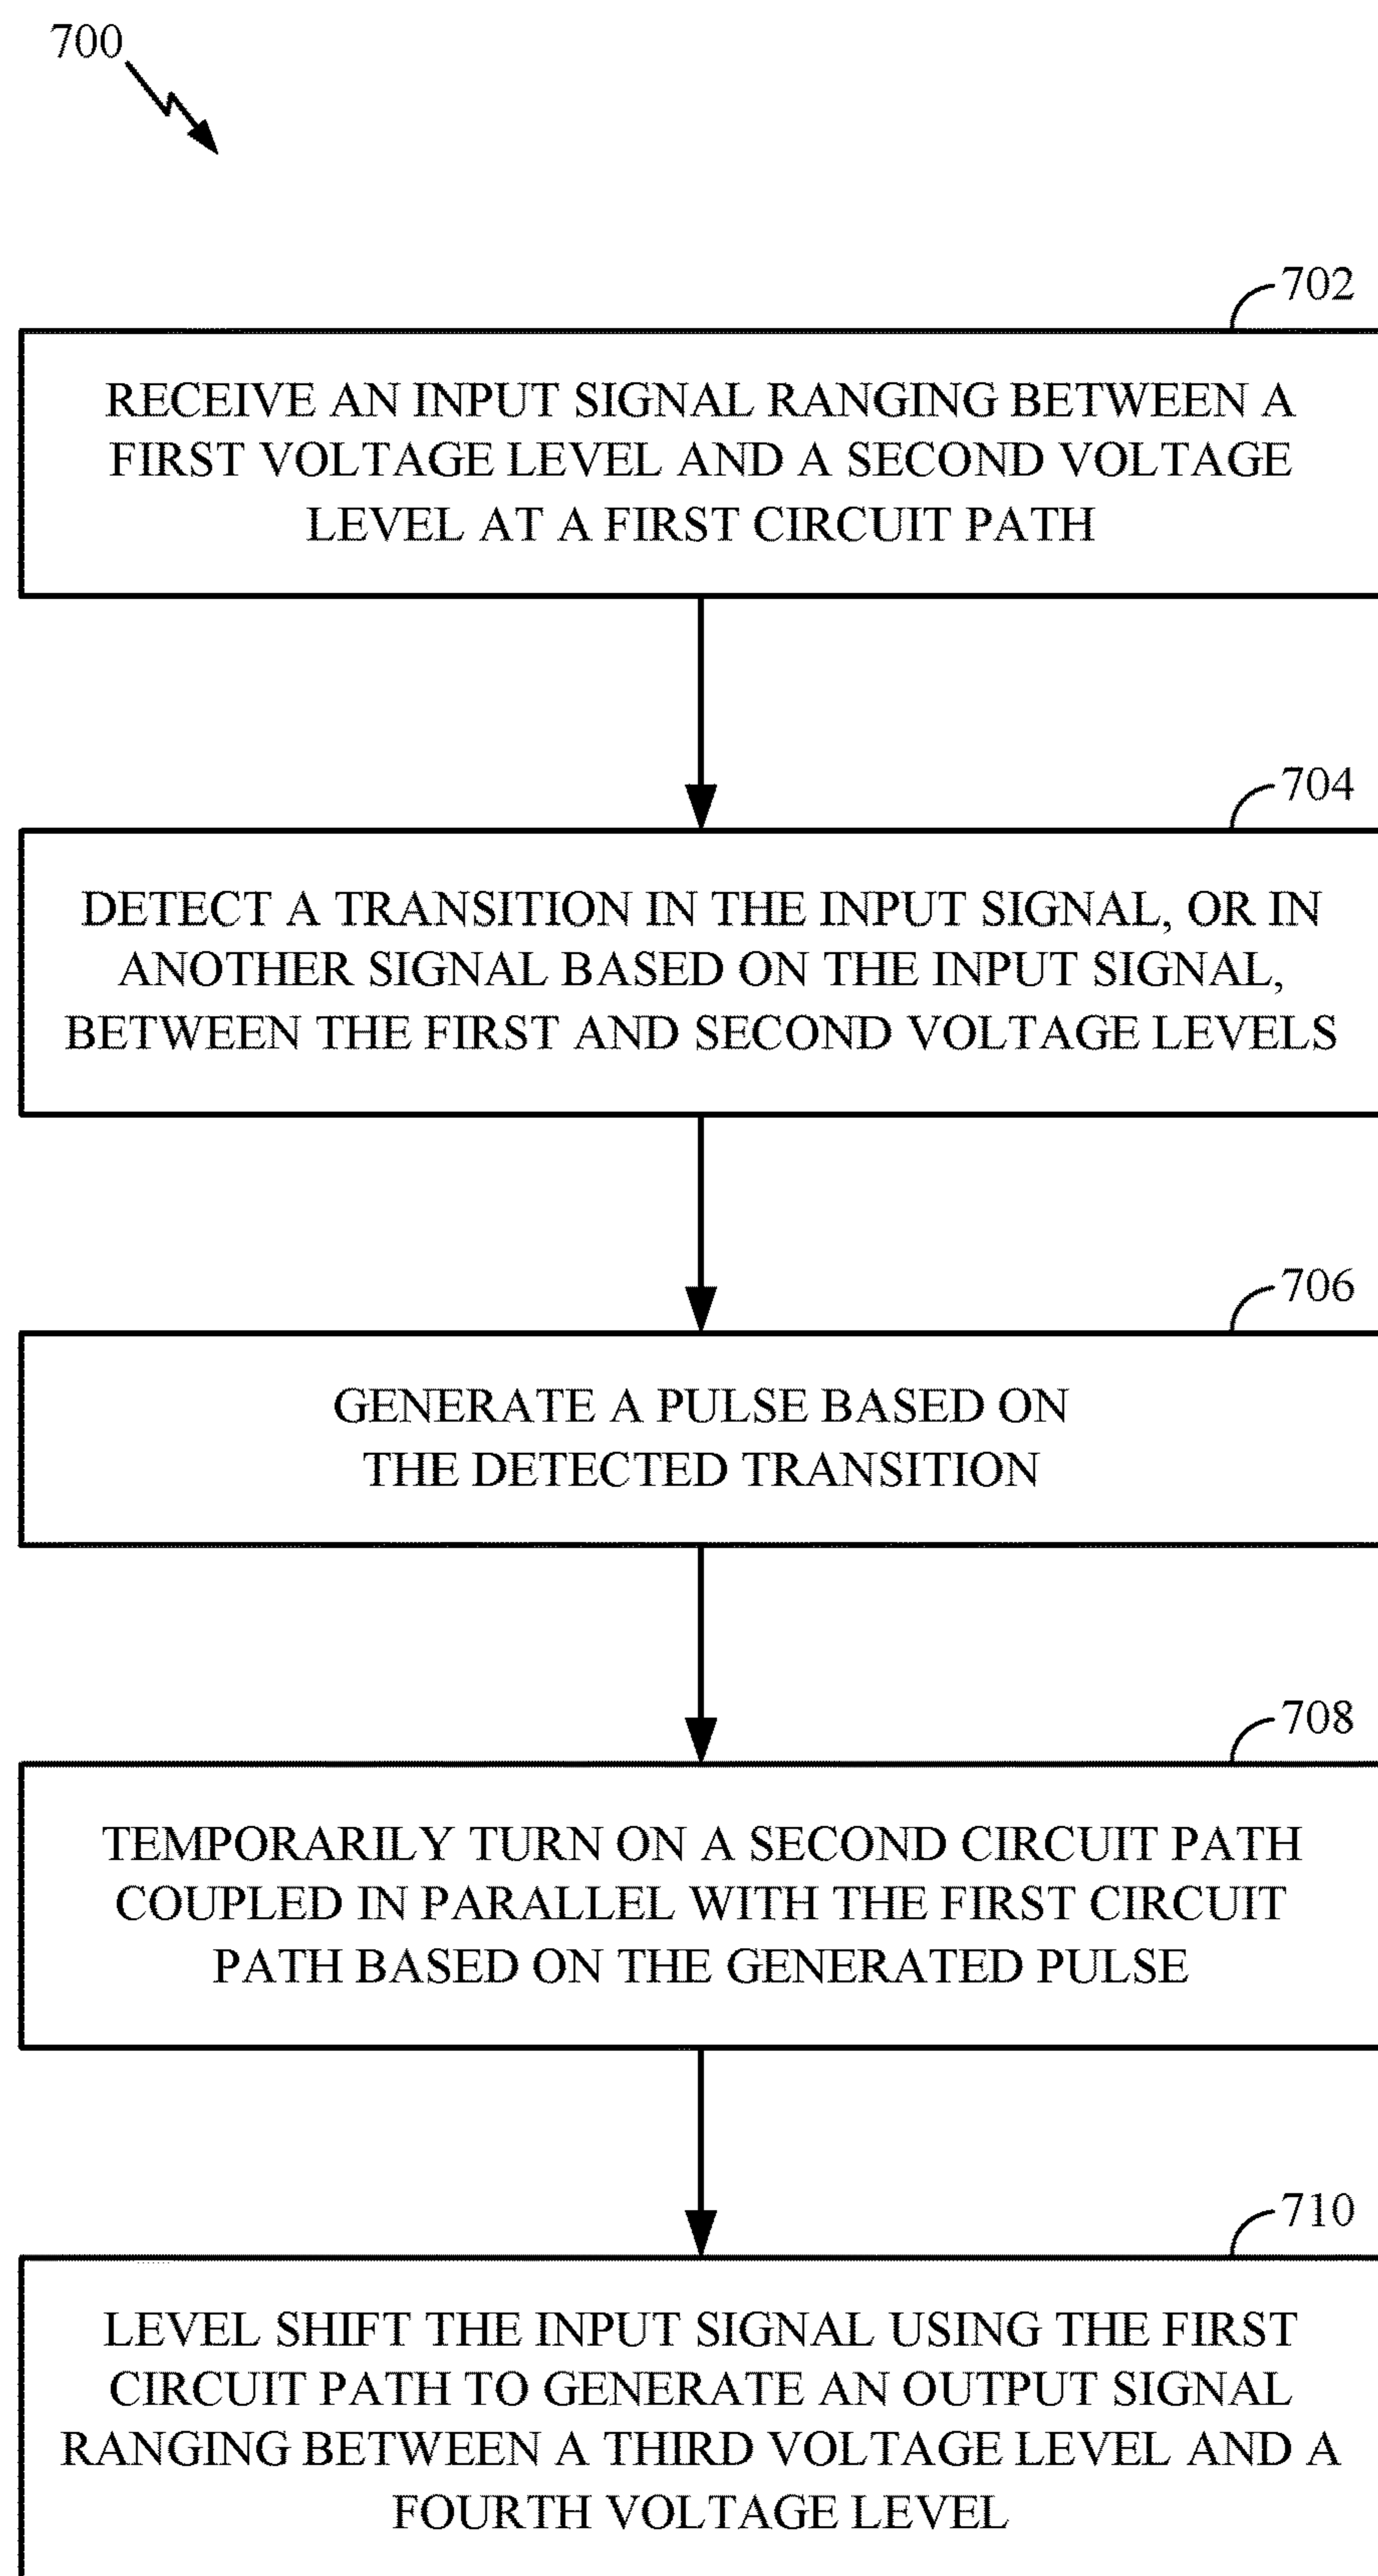 700
702
RECEIVE AN INPUT SIGNAL RANGING BETWEEN A
FIRST VOLTAGE LEVEL AND A SECOND VOLTAGE
LEVEL AT A FIRST CIRCUIT PATH
704
DETECT A TRANSITION IN THE INPUT SIGNAL, OR IN
ANOTHER SIGNAL BASED ON THE INPUT SIGNAL,
BETWEEN THE FIRST AND SECOND VOLTAGE LEVELS
706
GENERATE A PULSE BASED ON
THE DETECTED TRANSITION
708
TEMPORARILY TURN ON A SECOND CIRCUIT PATH
COUPLED IN PARALLEL WITH THE FIRST CIRCUIT
PATH BASED ON THE GENERATED PULSE
710
LEVEL SHIFT THE INPUT SIGNAL USING THE FIRST
CIRCUIT PATH TO GENERATE AN OUTPUT SIGNAL
RANGING BETWEEN A THIRD VOLTAGE LEVEL AND A
FOURTH VOLTAGE LEVEL